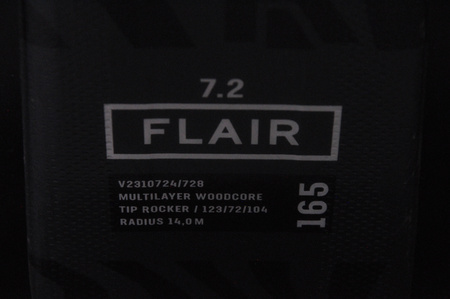 7.2
FLAIR
V2310724/728
MULTILAYER WOODCORE
TIP ROCKER / 123/72/104
RADIUS 14,0 M
165